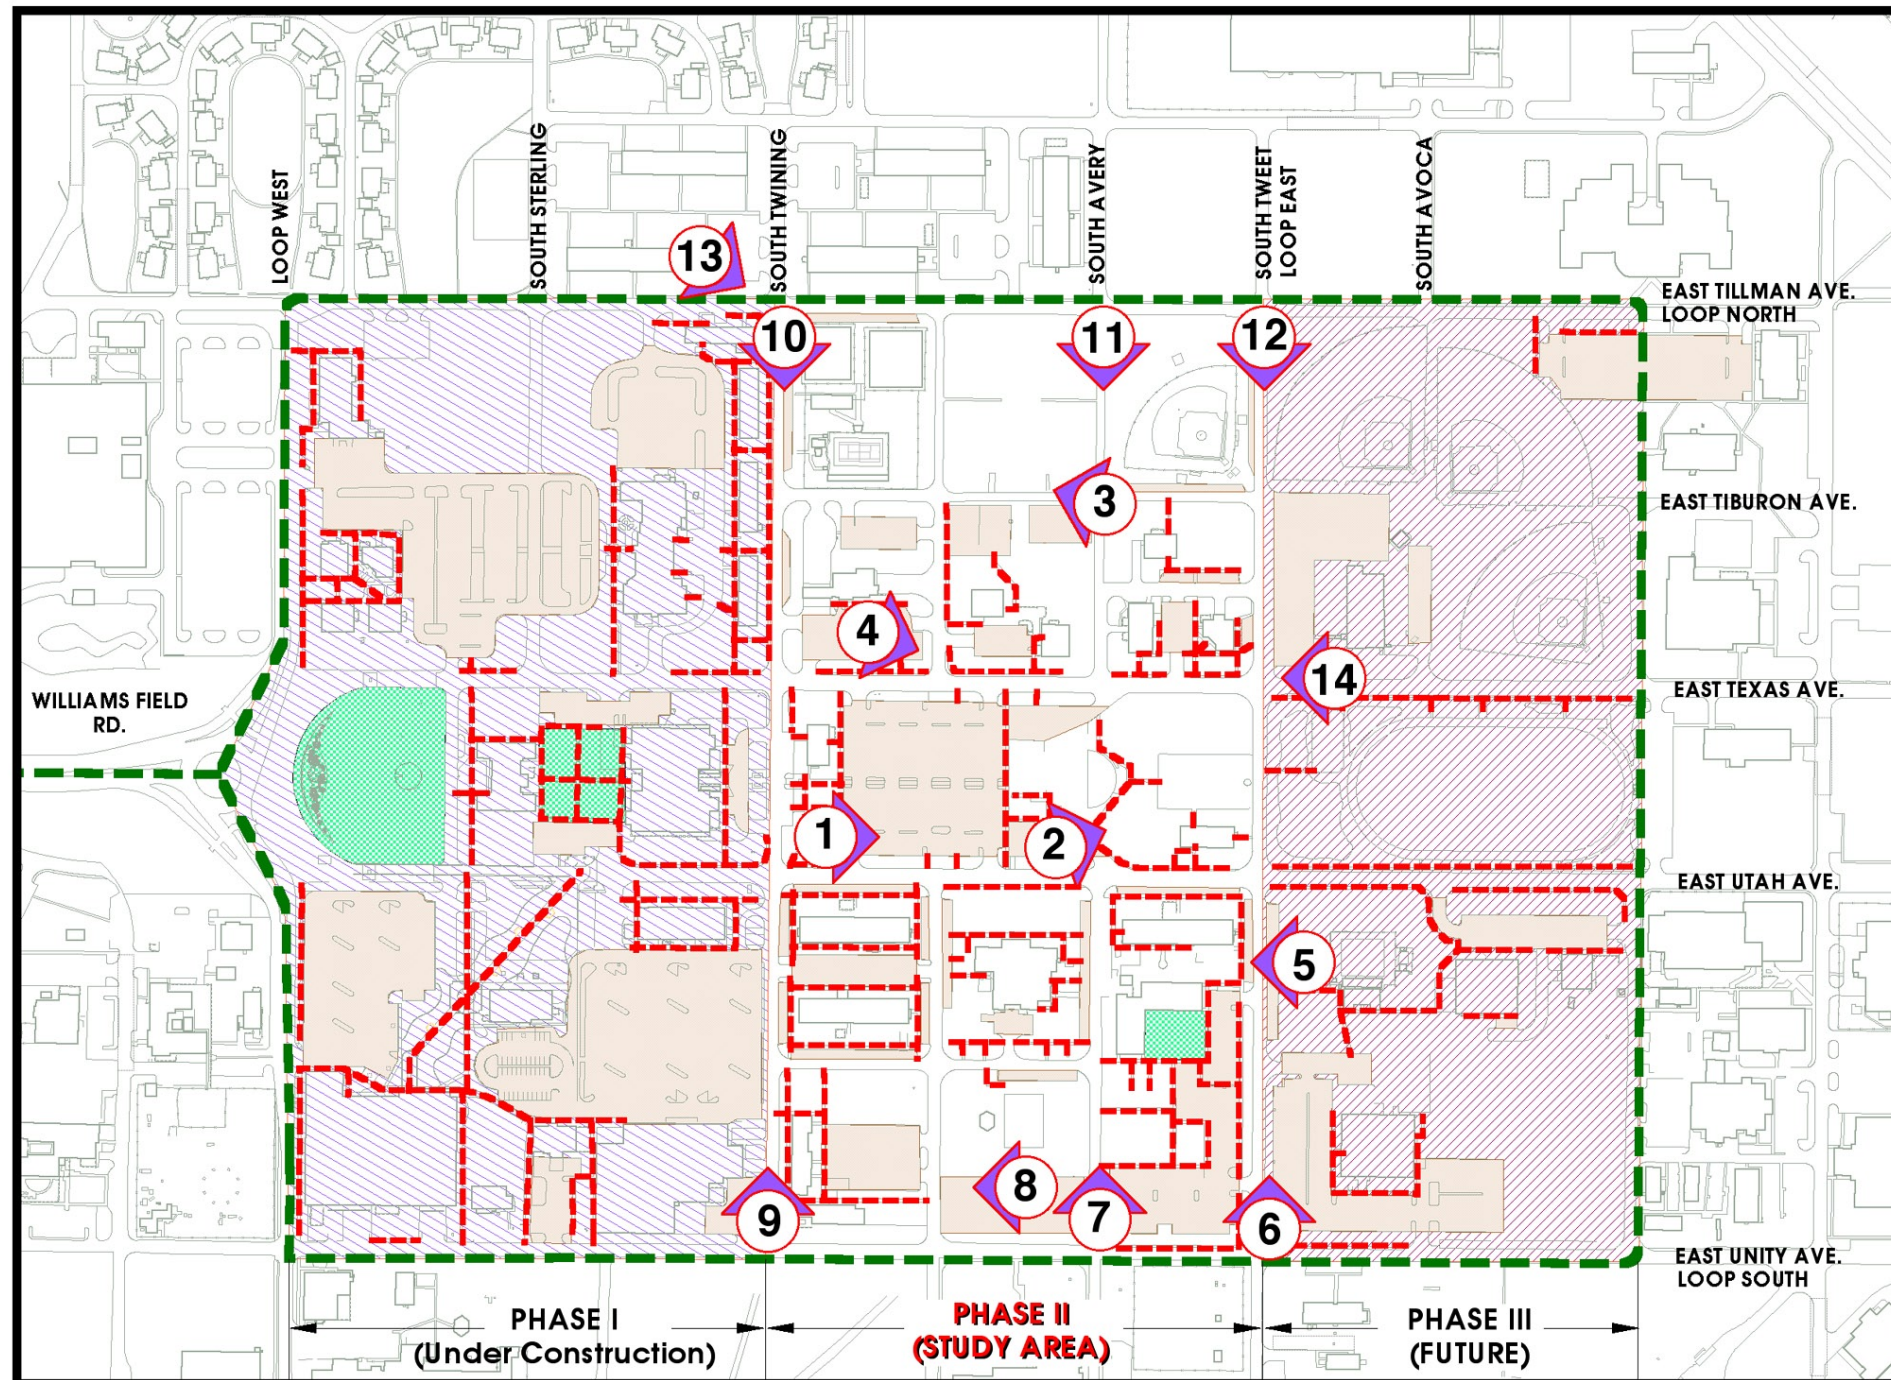 LOOP WEST
SOUTH STERLING
SOUTH TWINING
SOUTH AVERY
SOUTH TWEET
LOOP EAST
SOUTH AVOCA
13
EAST TILLMAN AVE.
LOOP NORTH
10
11
12
3
EAST TIBURON AVE.
4
14
EAST TEXAS AVE.
WILLIAMS FIELD
RD.
1
2
EAST UTAH AVE.
5
8
9
7
6
EAST UNITY AVE.
LOOP SOUTH
PHASE I
(Under Construction)
PHASE II
(STUDY AREA)
PHASE III
(FUTURE)